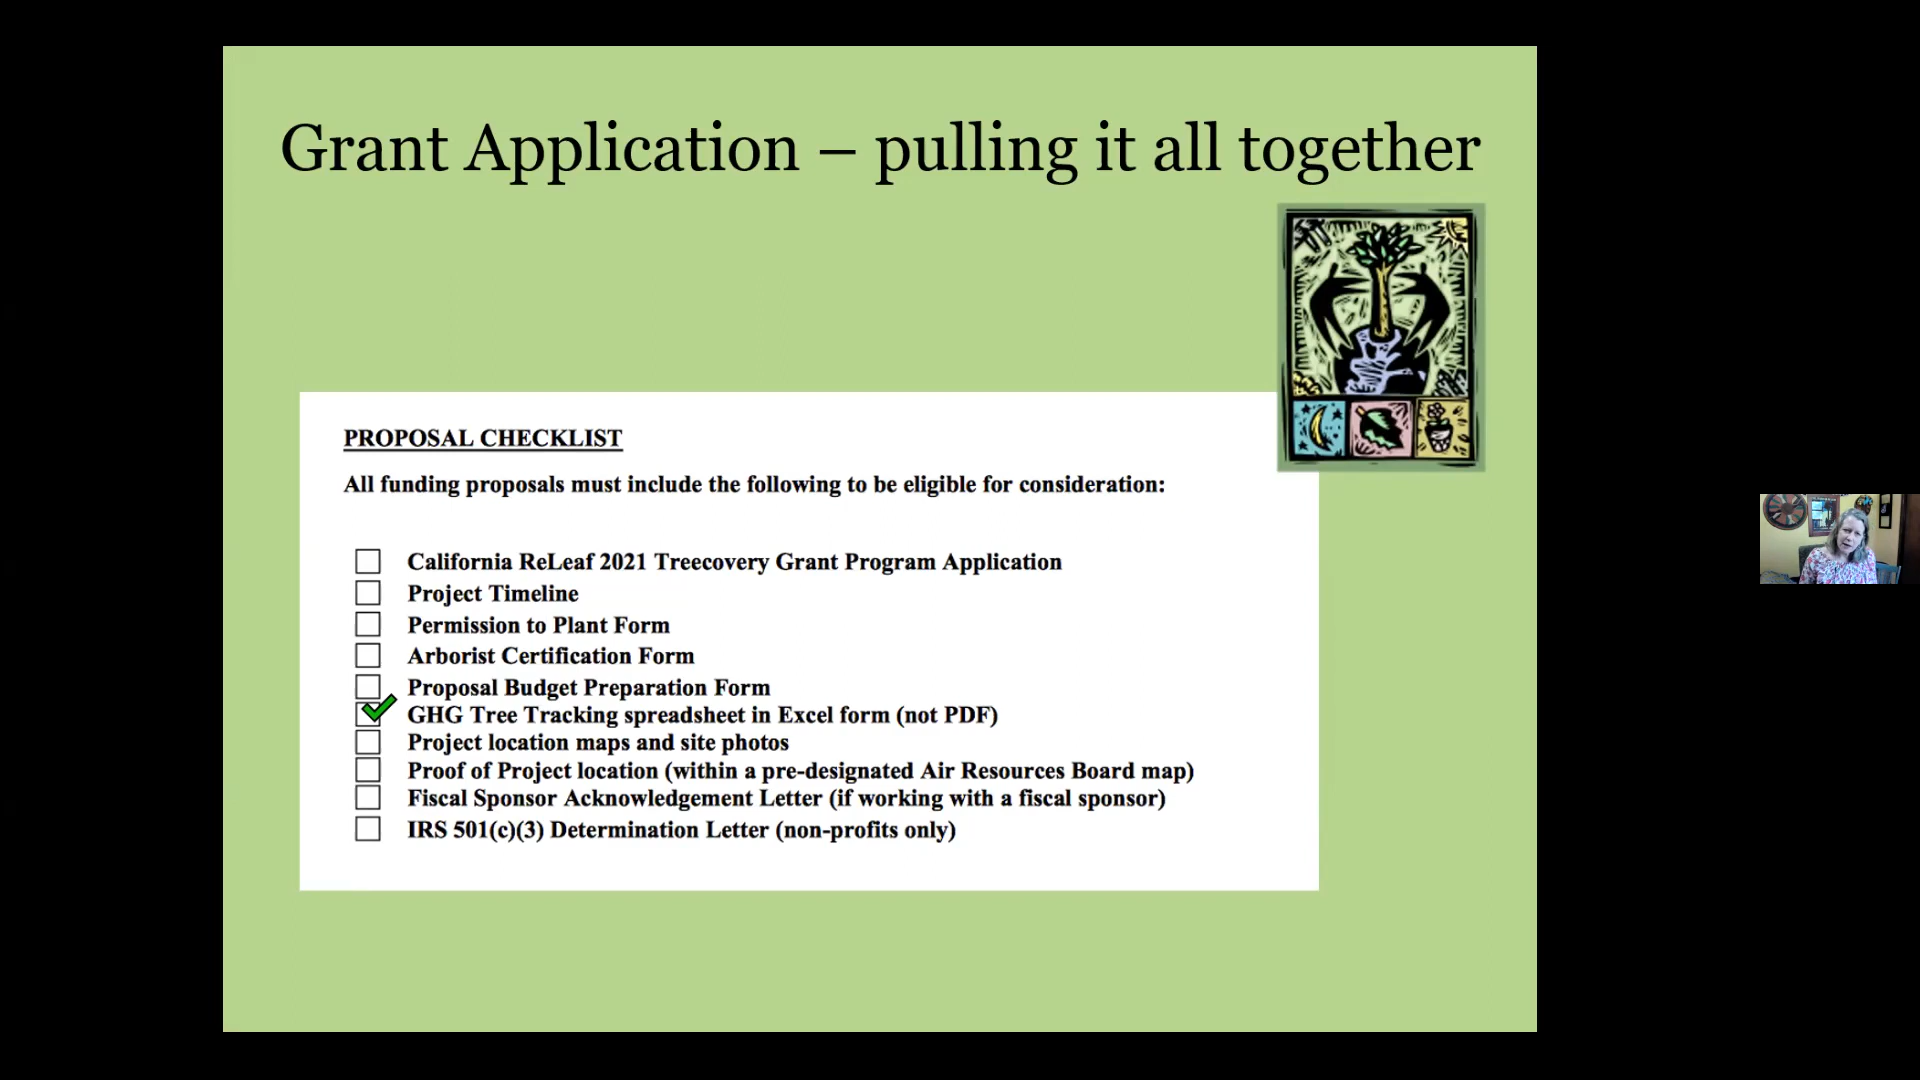 Grant Application – pulling it all together
PROPOSAL CHECKLIST
All funding proposals must include the following to be eligible for consideration:
California ReLeaf 2021 Treecovery Grant Program Application
Project Timeline
Permission to Plant Form
Arborist Certification Form
Proposal Budget Preparation Form
GHG Tree Tracking spreadsheet in Excel form (not PDF)
Project location maps and site photos
Proof of Project location (within a pre-designated Air Resources Board map)
Fiscal Sponsor Acknowledgement Letter (if working with a fiscal sponsor)
IRS 501(c)(3) Determination Letter (non-profits only)